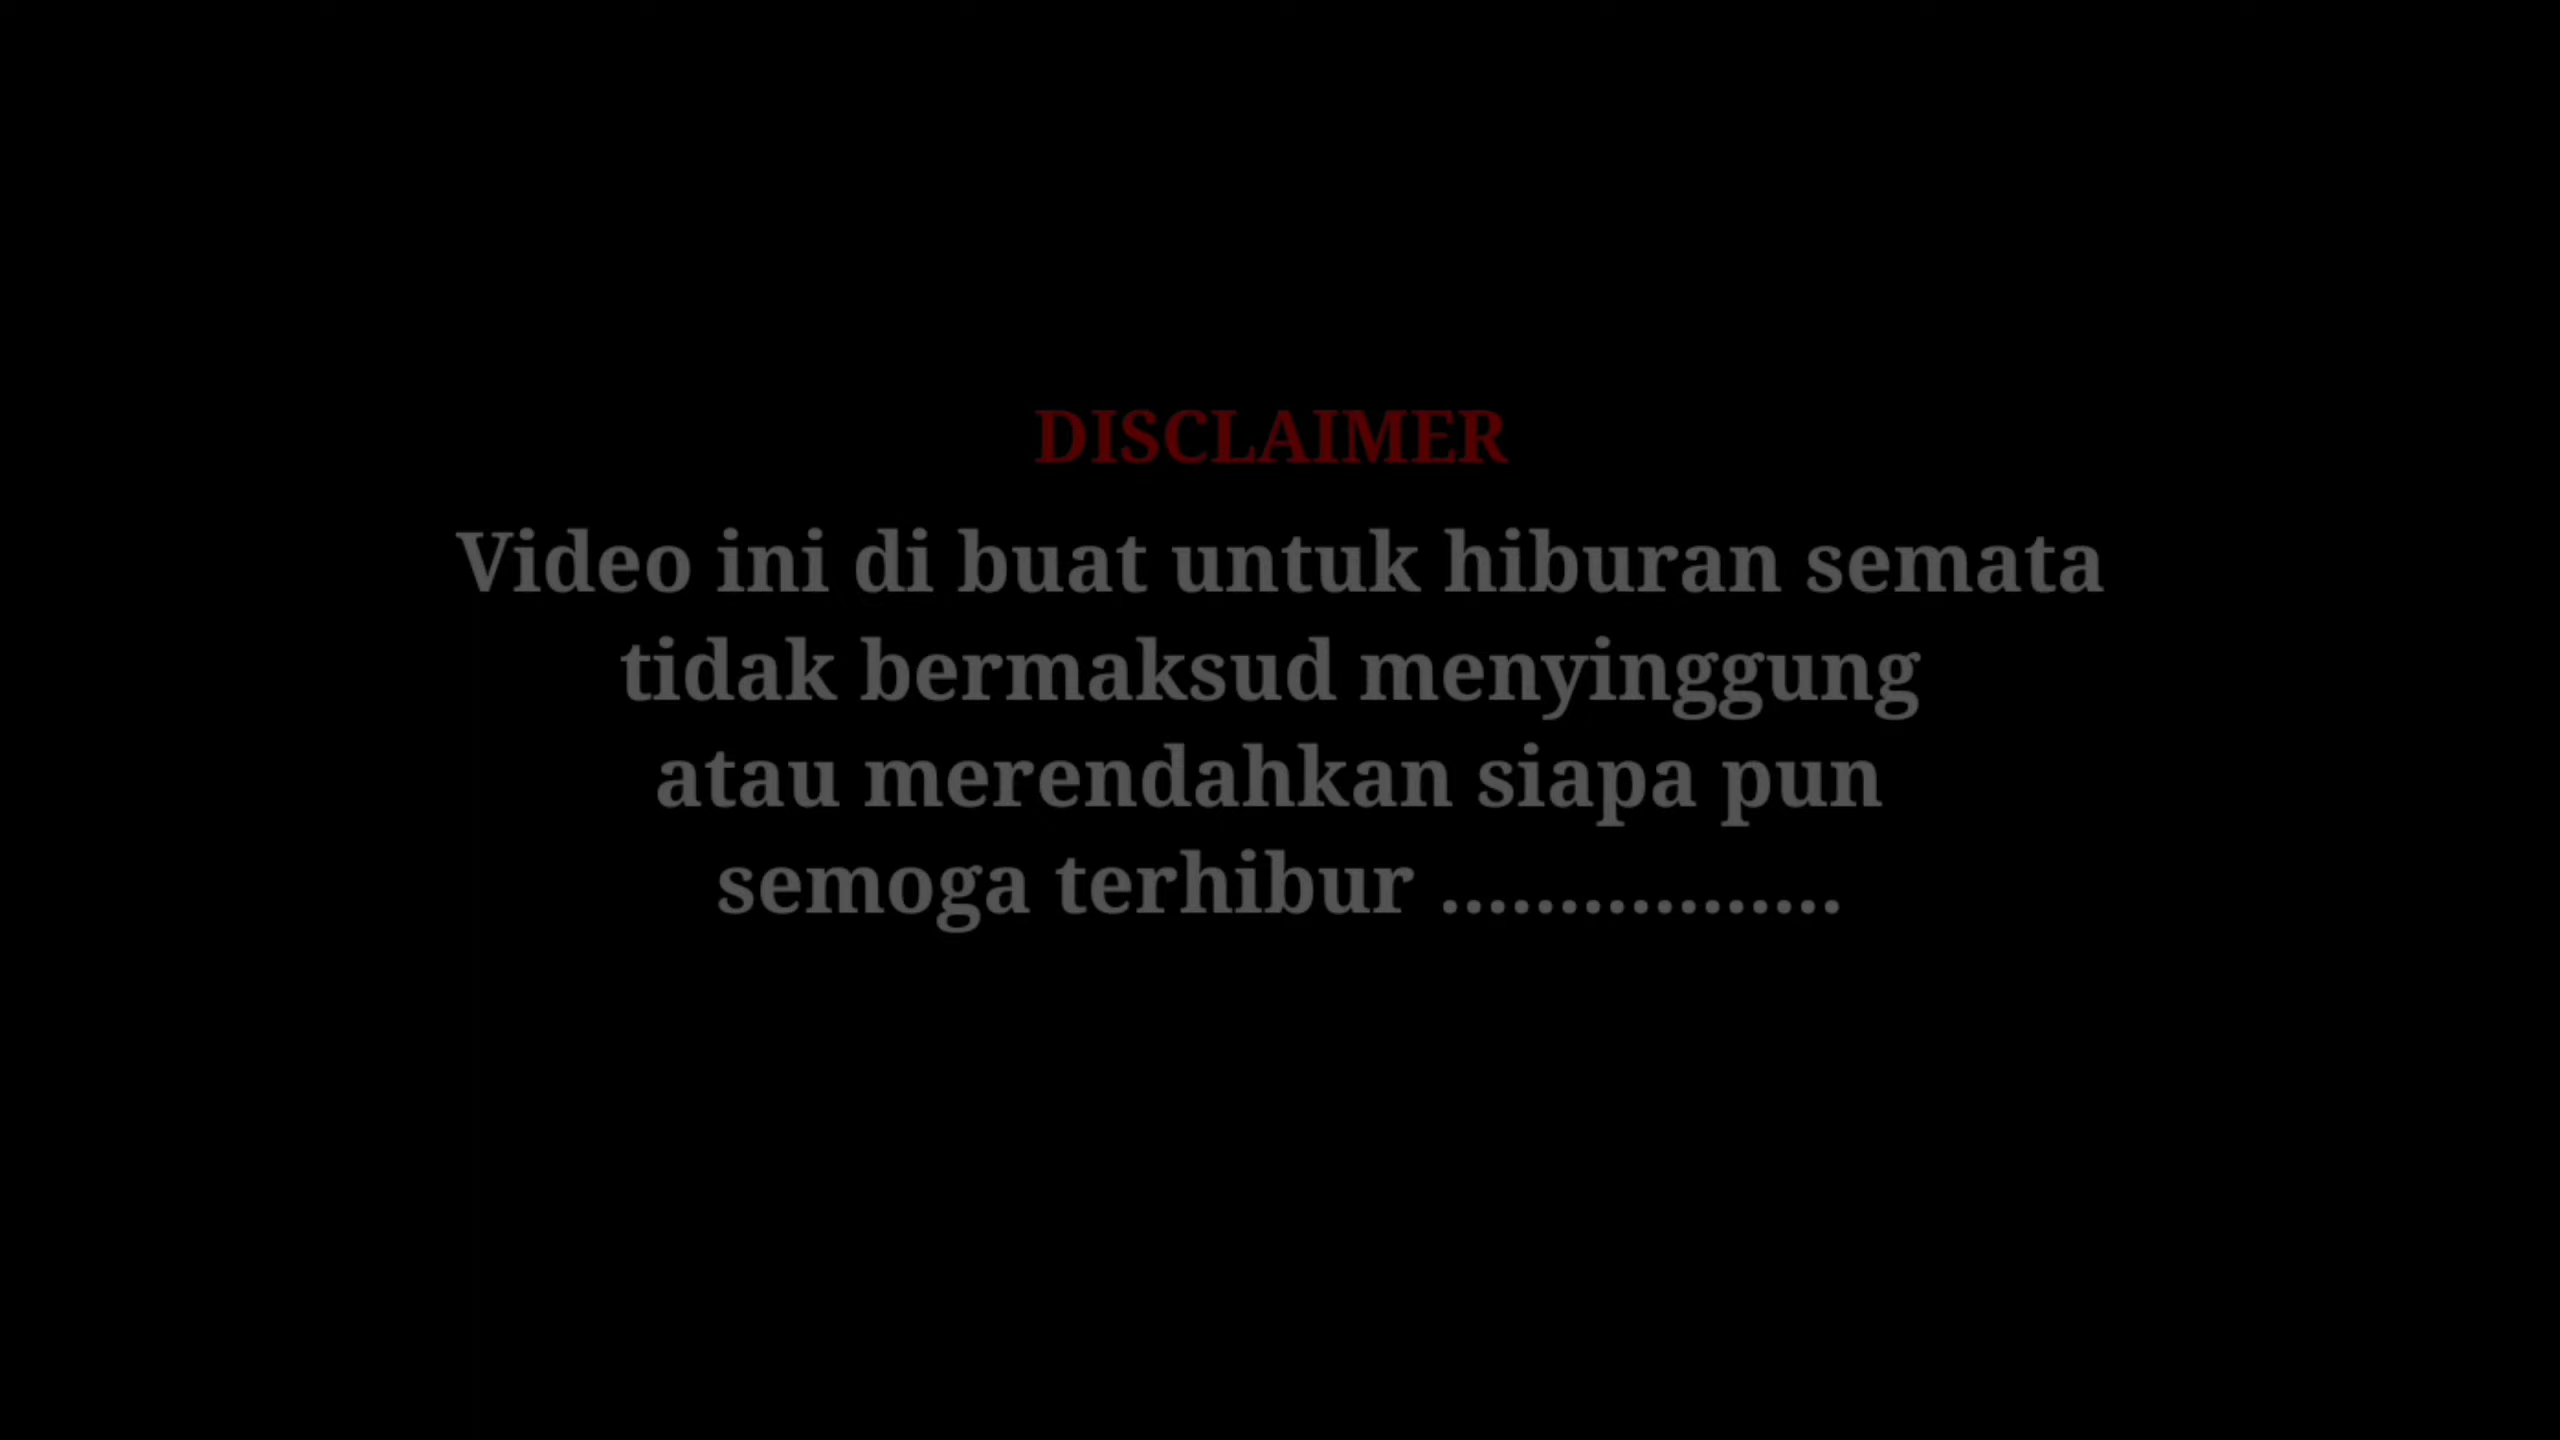 DISCLAIMER
Video ini di buat untuk hiburan semata
tidak bermaksud menyinggung
atau merendahkan siapa pun
semoga terhibur .................